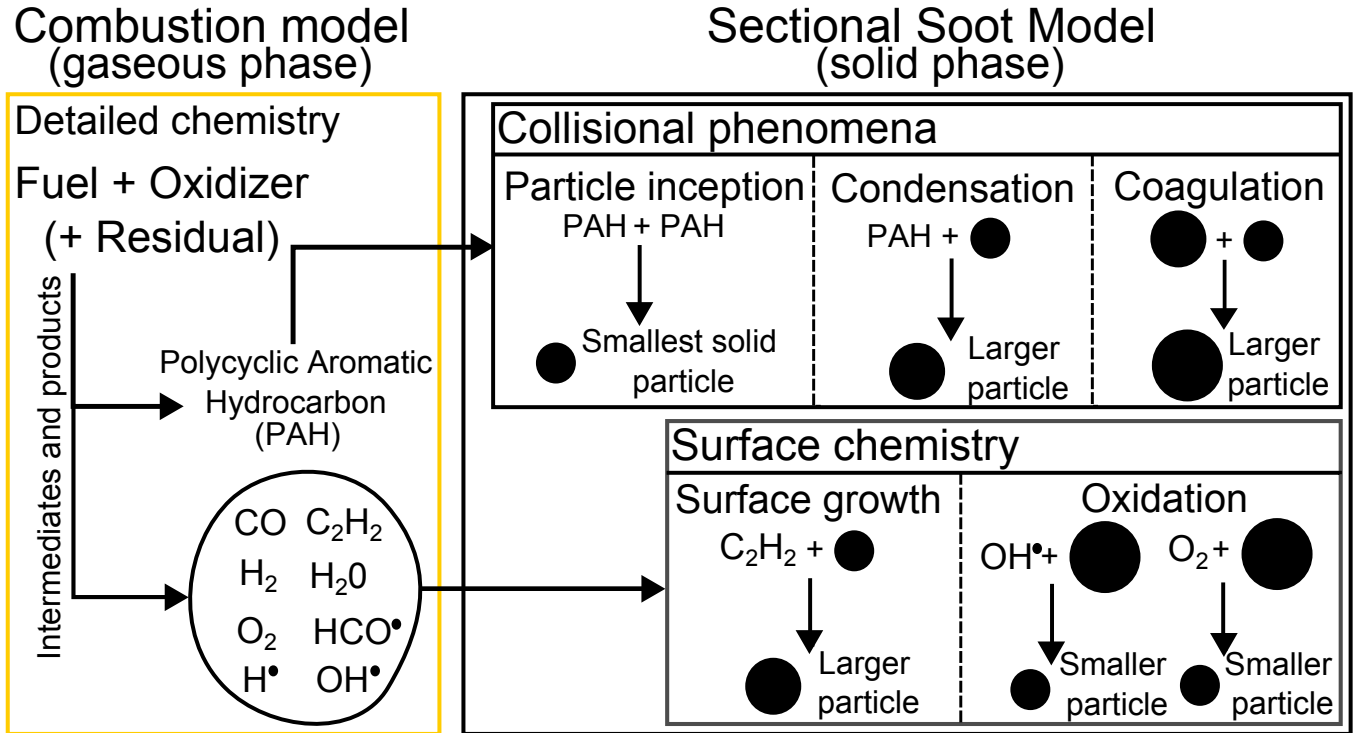 Combustion model
(gaseous phase)
Detailed chemistry
Fuel + Oxidizer
(+ Residual)
Intermediates and products
Polycyclic Aromatic
Hydrocarbon
(PAH)
CO C₂H₂
H₂ H₂0
O₂ HCO•
H• OH•
Sectional Soot Model
(solid phase)
Collisional phenomena
Particle inception
PAH + PAH
Smallest solid
particle
Condensation
PAH +
Larger
particle
Coagulation
+
Larger
particle
Surface chemistry
Surface growth
C₂H₂ +
Larger
particle
Oxidation
OH•+
Smaller
particle
O₂+
Smaller
particle